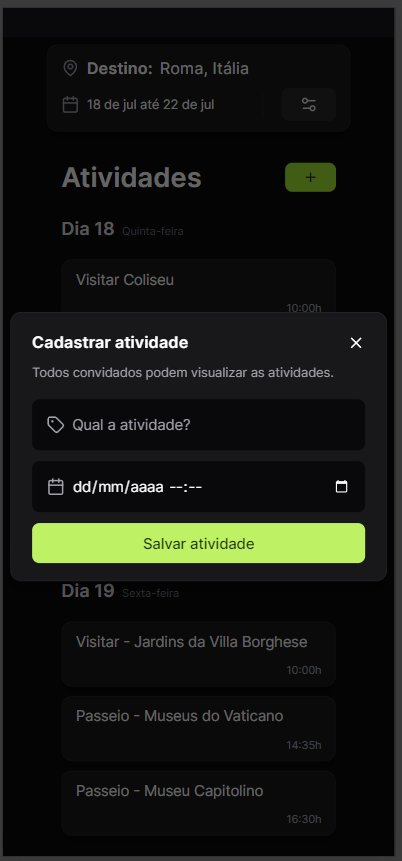 Destino: Roma, Itália
18 de jul até 22 de jul
Atividades
+
Dia 18 Quinta-feira
Visitar Coliseu
10:00h
Cadastrar atividade
Todos convidados podem visualizar as atividades.
Qual a atividade?
dd/mm/aaaa --:--
Salvar atividade
Dia 19 Sexta-feira
Visitar - Jardins da Villa Borghese
10:00h
Passeio - Museus do Vaticano
14:35h
Passeio - Museu Capitolino
16:30h